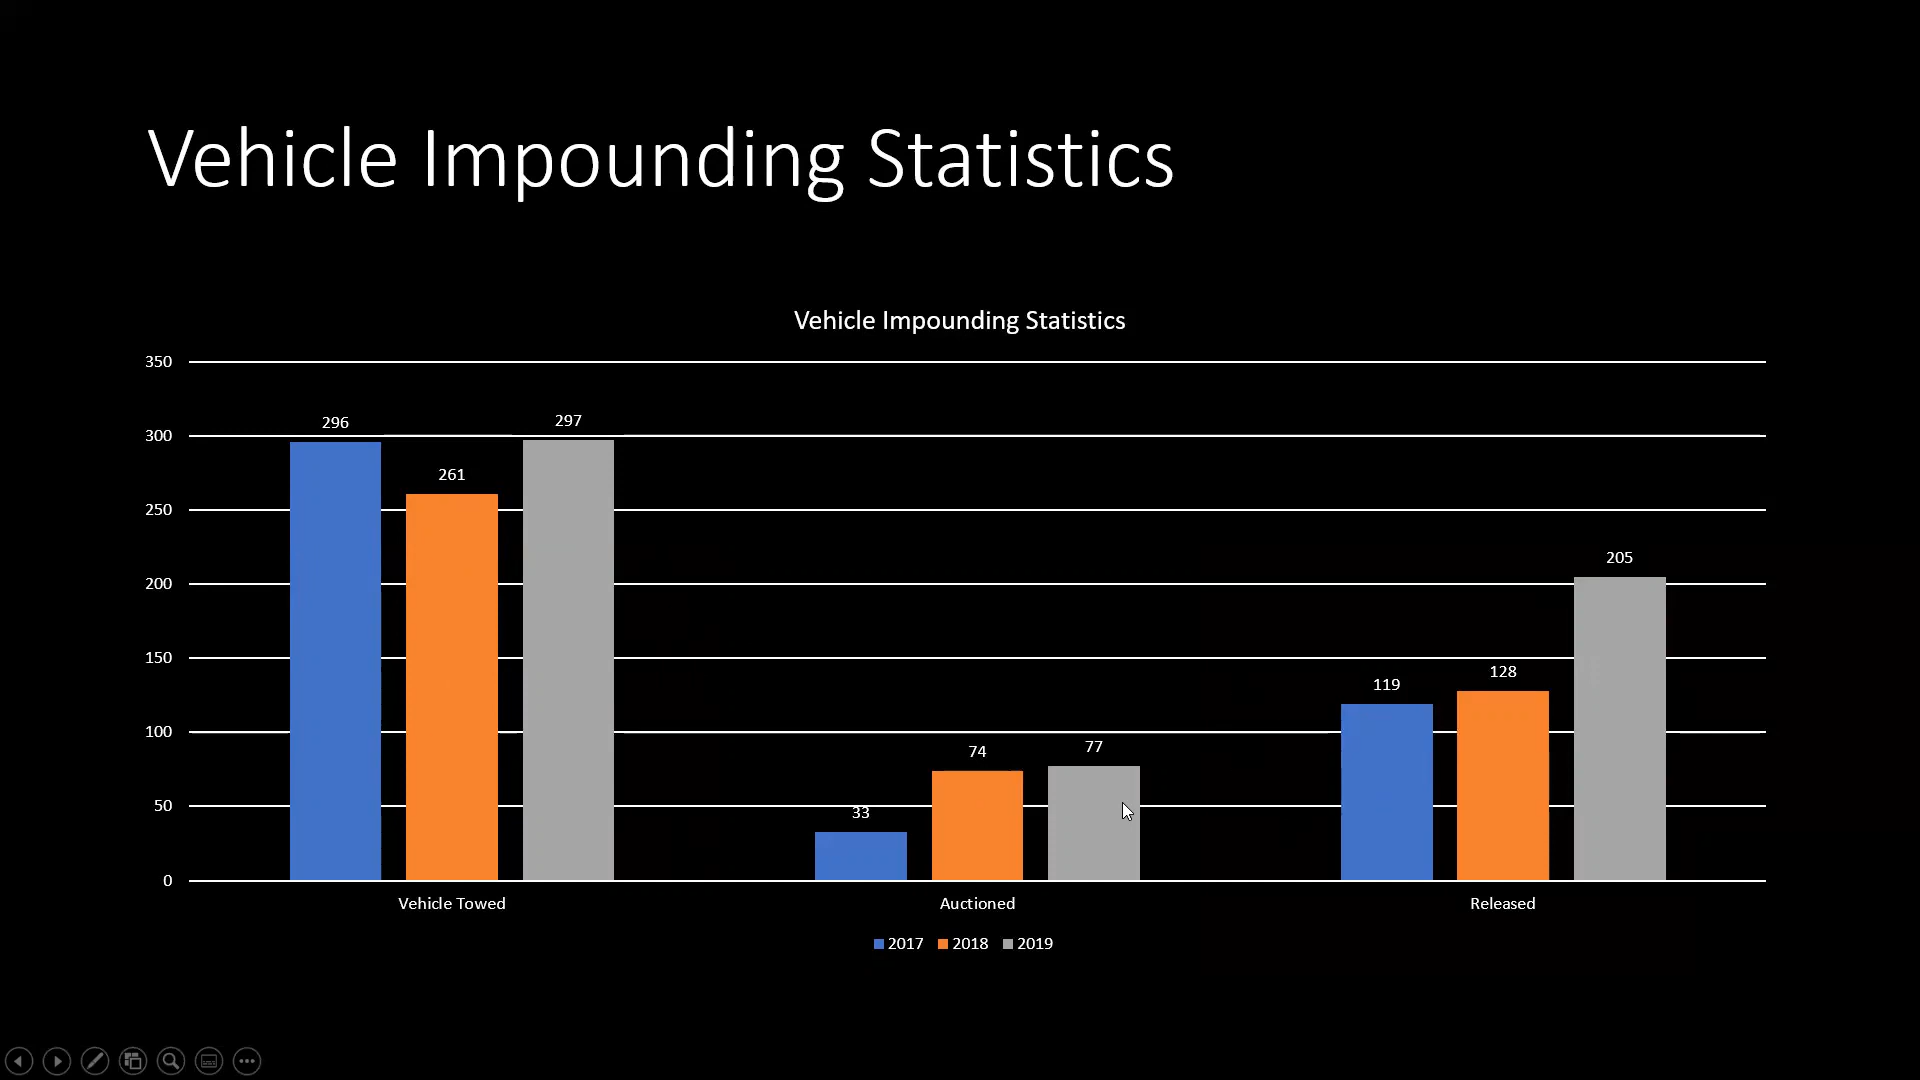 Vehicle Impounding Statistics
Vehicle Impounding Statistics
350
300
250
200
150
100
50
0
296
261
297
33
74
77
119
128
205
Vehicle Towed
Auctioned
Released
2017 2018 2019